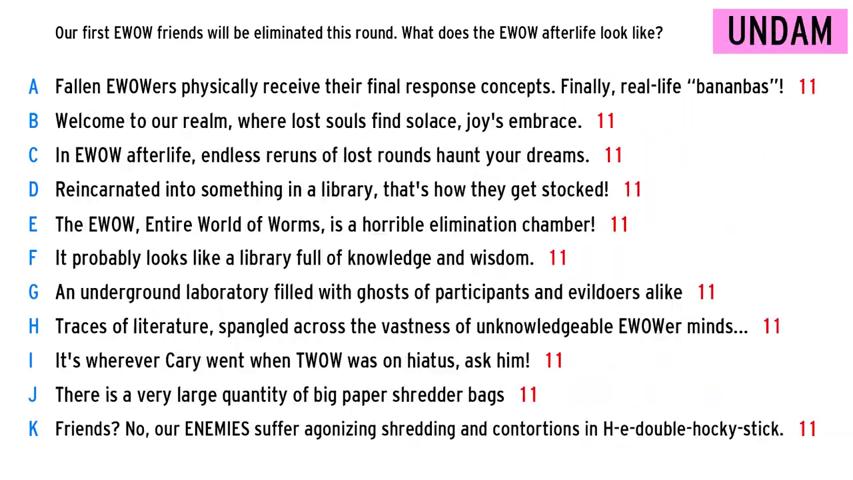 Our first EWOW friends will be eliminated this round. What does the EWOW afterlife look like?
UNDAM
A Fallen EWOWers physically receive their final response concepts. Finally, real-life “bananbas”! 11
B Welcome to our realm, where lost souls find solace, joy's embrace. 11
C In EWOW afterlife, endless reruns of lost rounds haunt your dreams. 11
D Reincarnated into something in a library, that's how they get stocked! 11
E The EWOW, Entire World of Worms, is a horrible elimination chamber! 11
F It probably looks like a library full of knowledge and wisdom. 11
G An underground laboratory filled with ghosts of participants and evildoers alike 11
H Traces of literature, spangled across the vastness of unknowledgeable EWOWer minds... 11
I It's wherever Cary went when TWOW was on hiatus, ask him! 11
J There is a very large quantity of big paper shredder bags 11
K Friends? No, our ENEMIES suffer agonizing shredding and contortions in H-e-double-hocky-stick. 11